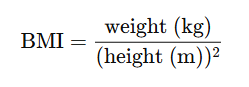 BMI = weight (kg) / (height (m))²